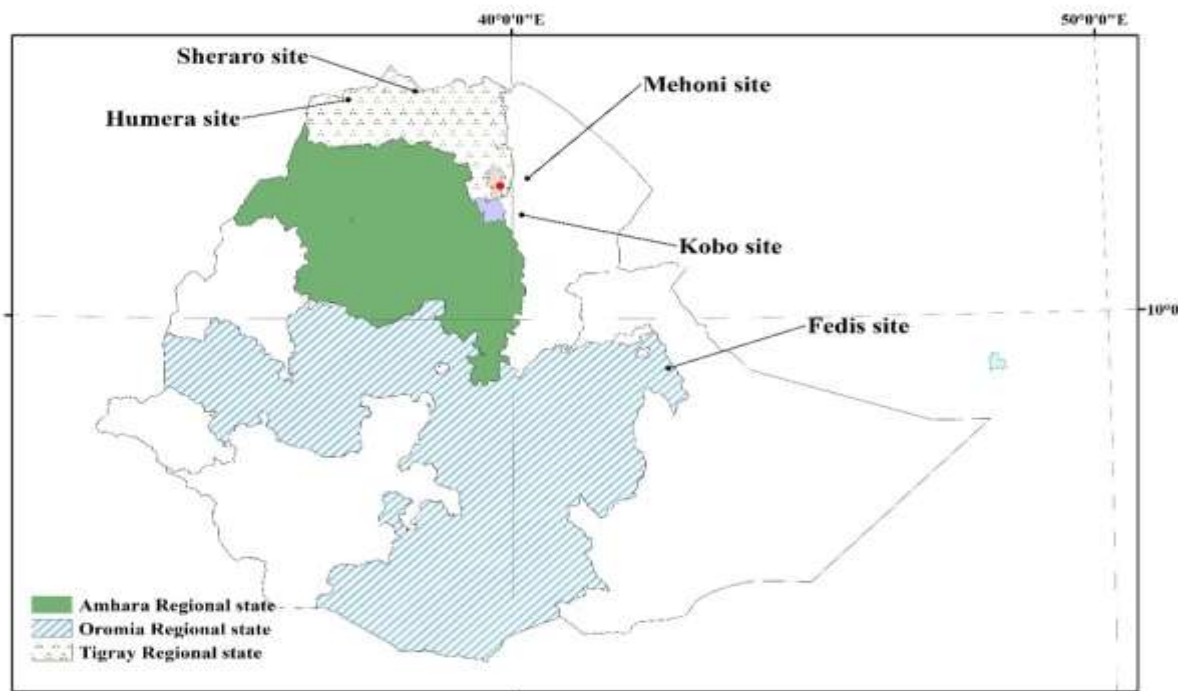 40°0'0"E
50°0'0"E
Sheraro site
Mehoni site
Humera site
Kobo site
10°0
Fedis site
Amhara Regional state
Oromia Regional state
Tigray Regional state